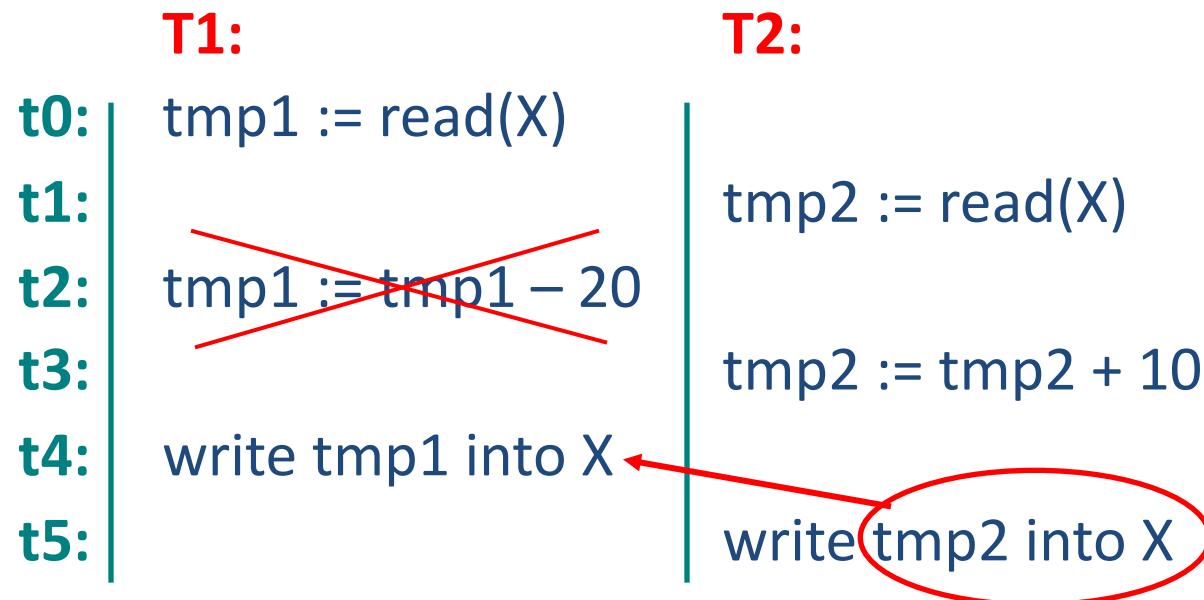 T1: T2:
t0: tmp1 := read(X)
t1: tmp2 := read(X)
t2: tmp1 := tmp1 – 20
t3: tmp2 := tmp2 + 10
t4: write tmp1 into X
t5: write tmp2 into X